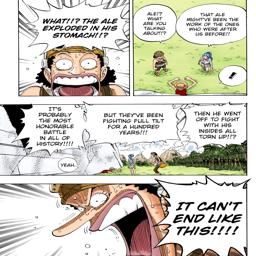 THAT ALE
MIGHT'VE BEEN
THE WORK OF
THE ONES
WHO WERE
AFTER US
BEFORE!!
ALE!?
WHAT
ARE YOU
TALKING
ABOUT!?
WHAT!!? THE ALE
EXPLODED IN HIS
STOMACH!?
THEN HE WENT
OFF TO FIGHT
WITH HIS
INSIDES ALL
TORN UP!?
BUT THEY'VE BEEN
FIGHTING FULL TILT
FOR A HUNDRED
YEARS!!!
IT'S
PROBABLY
THE MOST
HONORABLE
BATTLE
IN ALL OF
HISTORY!!!!
YEAH.
IT CAN'T
END LIKE
THIS!!!!